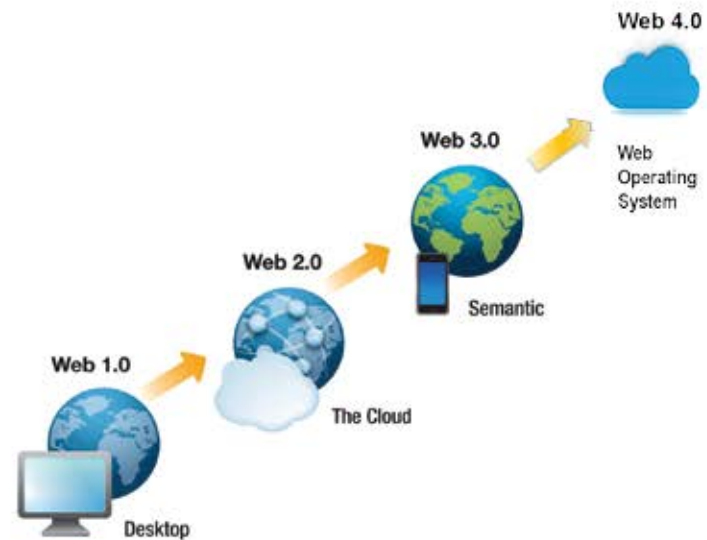 Web 4.0
Web
Operating
System
Web 3.0
Semantic
Web 2.0
The Cloud
Web 1.0
Desktop